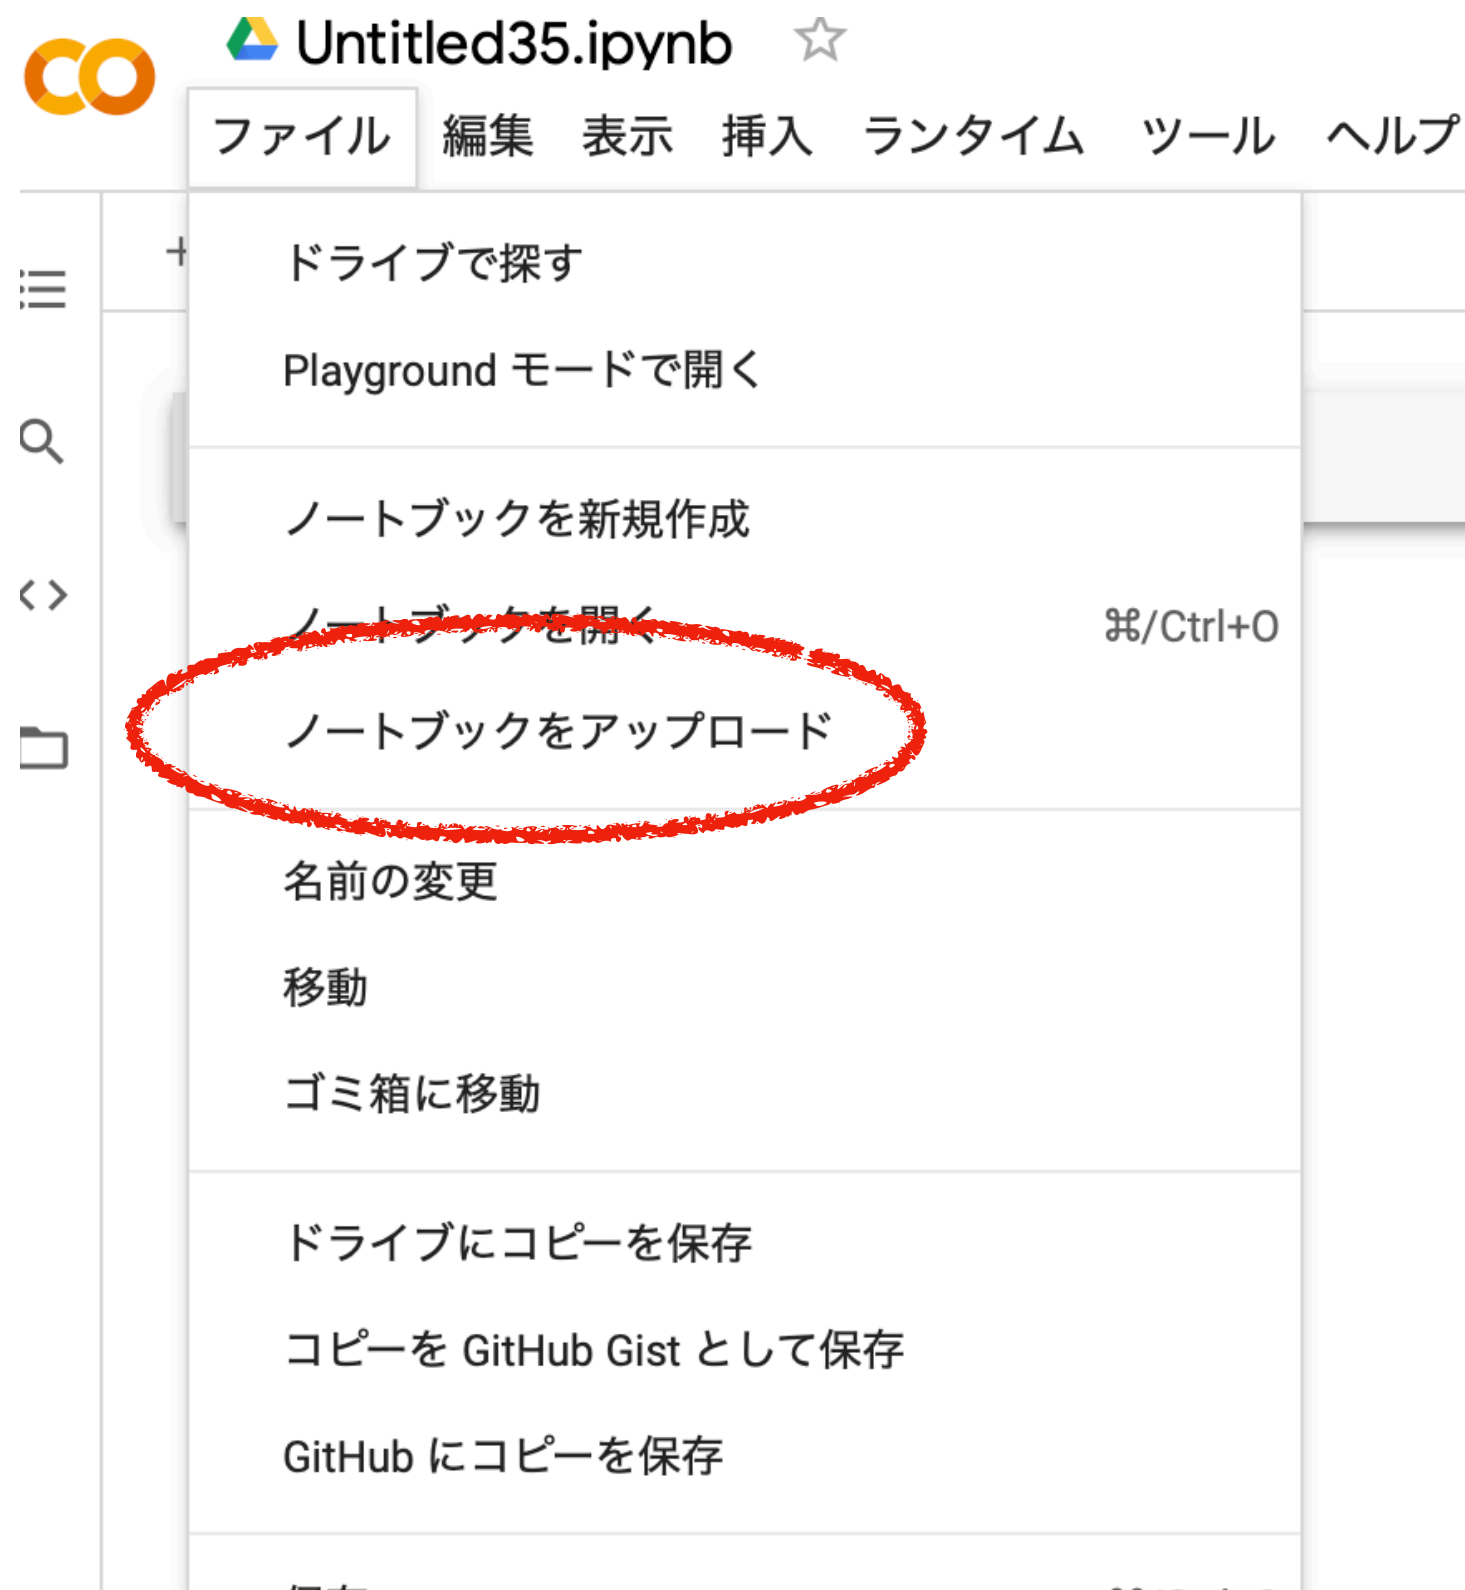 Untitled35.ipynb
ファイル 編集 表示 挿入 ランタイム ツール ヘルプ
ドライブで探す
Playground モードで開く
ノートブックを新規作成
ノートブックを開く ⌘/Ctrl+O
ノートブックをアップロード
名前の変更
移動
ゴミ箱に移動
ドライブにコピーを保存
コピーを GitHub Gist として保存
GitHub にコピーを保存